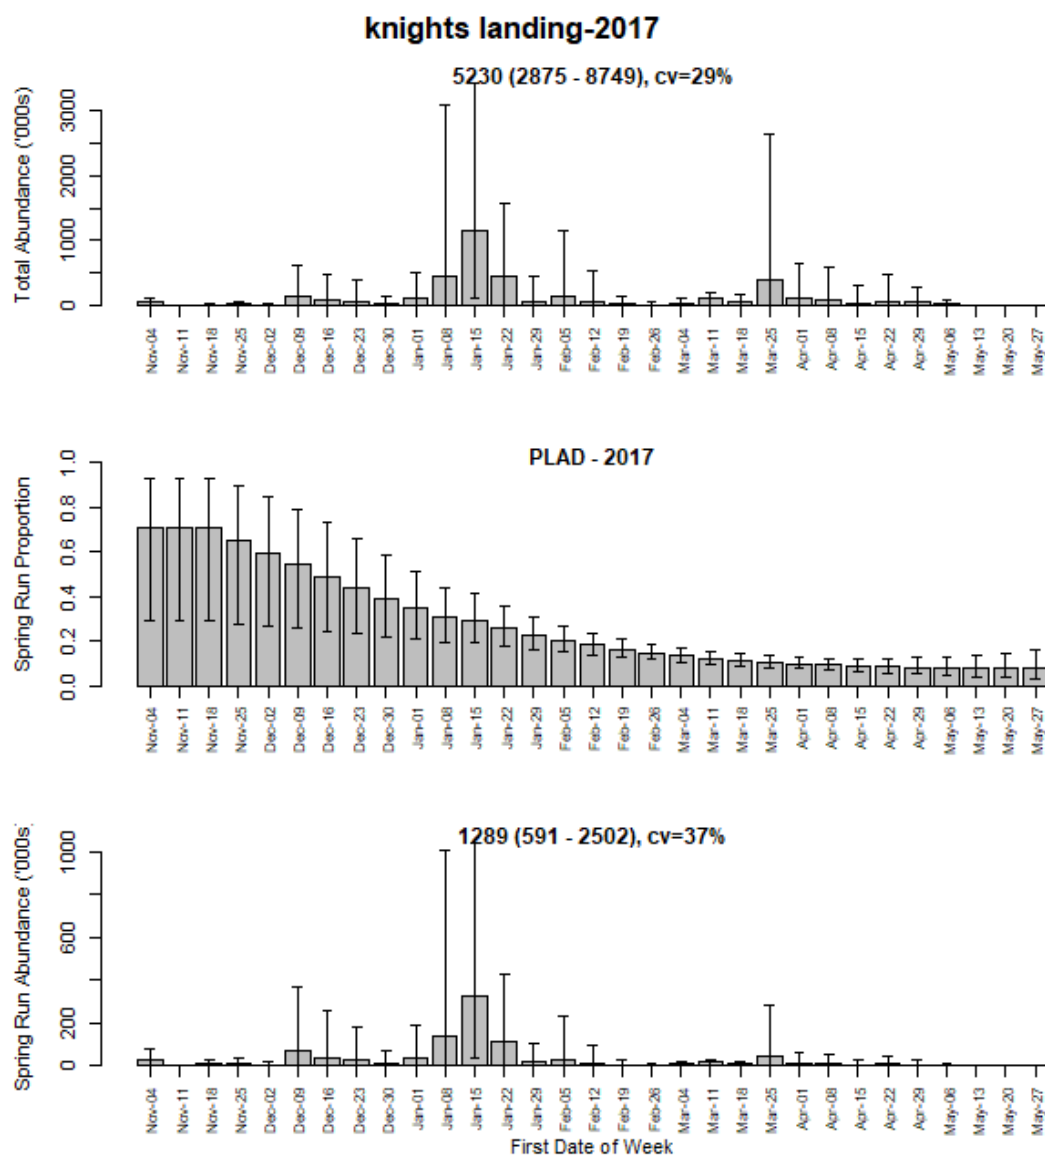 knights landing-2017
5230 (2875 - 8749), cv=29%
Total Abundance ('000s)
3000
2000
1000
0
Nov-04 Nov-11 Nov-18 Nov-25 Dec-02 Dec-09 Dec-16 Dec-23 Dec-30 Jan-01 Jan-08 Jan-15 Jan-22 Jan-29 Feb-05 Feb-12 Feb-19 Feb-26 Mar-04 Mar-11 Mar-18 Mar-25 Apr-01 Apr-08 Apr-15 Apr-22 Apr-29 May-06 May-13 May-20 May-27
PLAD - 2017
Spring Run Proportion
1.0
0.8
0.6
0.4
0.2
0.0
Nov-04 Nov-11 Nov-18 Nov-25 Dec-02 Dec-09 Dec-16 Dec-23 Dec-30 Jan-01 Jan-08 Jan-15 Jan-22 Jan-29 Feb-05 Feb-12 Feb-19 Feb-26 Mar-04 Mar-11 Mar-18 Mar-25 Apr-01 Apr-08 Apr-15 Apr-22 Apr-29 May-06 May-13 May-20 May-27
1289 (591 - 2502), cv=37%
Spring Run Abundance ('000s
1000
600
200
0
Nov-04 Nov-11 Nov-18 Nov-25 Dec-02 Dec-09 Dec-16 Dec-23 Dec-30 Jan-01 Jan-08 Jan-15 Jan-22 Jan-29 Feb-05 Feb-12 Feb-19 Feb-26 Mar-04 Mar-11 Mar-18 Mar-25 Apr-01 Apr-08 Apr-15 Apr-22 Apr-29 May-06 May-13 May-20 May-27
First Date of Week